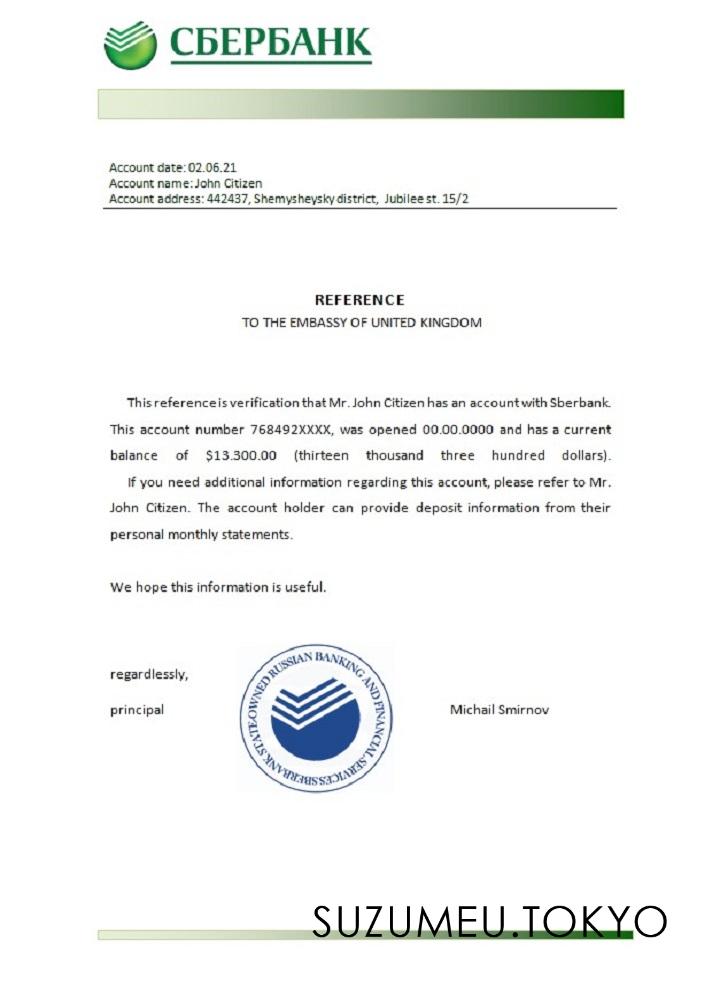 СБЕРБАНК
Account date: 02.06.21
Account name: John Citizen
Account address: 442437, Shemysheysky district, Jubilee st. 15/2
REFERENCE
TO THE EMBASSY OF UNITED KINGDOM
This reference is verification that Mr. John Citizen has an account with Sberbank.
This account number 768492XXXX, was opened 00.00.0000 and has a current
balance of $13.300.00 (thirteen thousand three hundred dollars).
If you need additional information regarding this account, please refer to Mr.
John Citizen. The account holder can provide deposit information from their
personal monthly statements.
We hope this information is useful.
regardlessly,
principal
SBERBANK STATE-OWNED RUSSIAN BANKING AND FINANCIAL SERVICES
Michail Smirnov
SUZUMEU.TOKYO